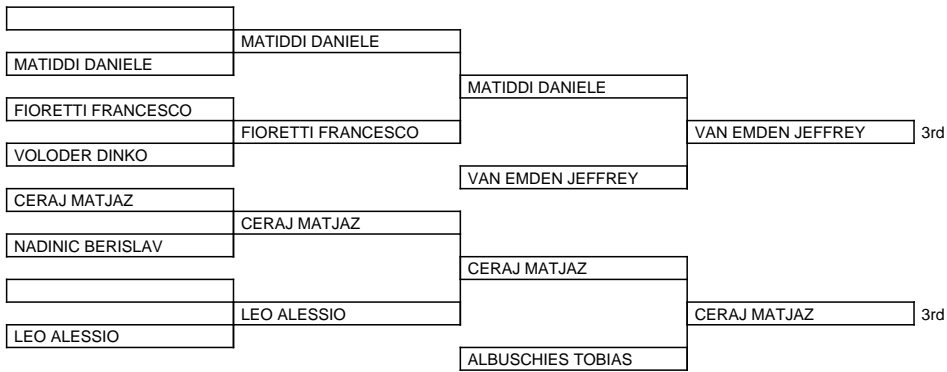 MATIDDI DANIELE
MATIDDI DANIELE
MATIDDI DANIELE
FIORETTI FRANCESCO
FIORETTI FRANCESCO
VAN EMDEN JEFFREY 3rd
VOLODER DINKO
VAN EMDEN JEFFREY
CERAJ MATJAZ
CERAJ MATJAZ
NADINIC BERISLAV
CERAJ MATJAZ
LEO ALESSIO
CERAJ MATJAZ 3rd
LEO ALESSIO
ALBUSCHIES TOBIAS